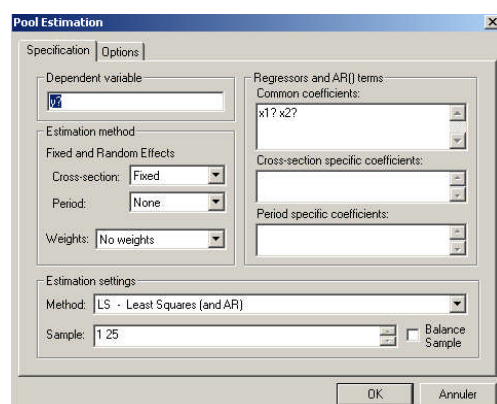 Pool Estimation
Specification
Options
Dependent variable
y?
Estimation method
Fixed and Random Effects
Cross-section: Fixed
Period: None
Weights: No weights
Regressors and AR() terms
Common coefficients:
x1? x2?
Cross-section specific coefficients:
Period specific coefficients:
Estimation settings
Method: LS - Least Squares (and AR)
Sample: 1 25
Balance
Sample
OK
Annuler